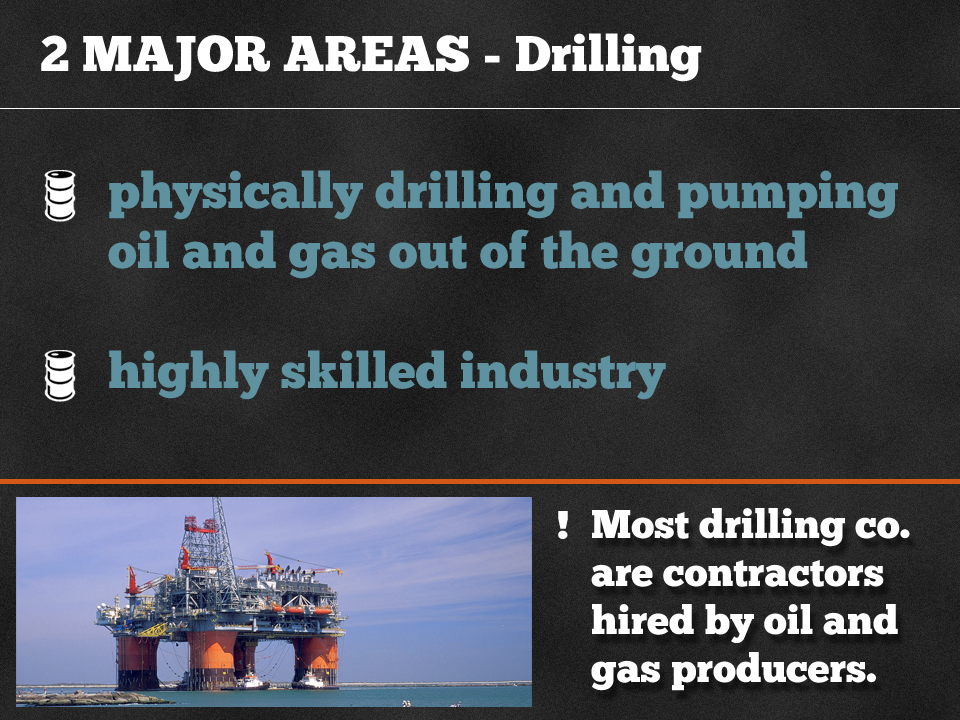 2 MAJOR AREAS - Drilling
physically drilling and pumping
oil and gas out of the ground
highly skilled industry
! Most drilling co.
are contractors
hired by oil and
gas producers.